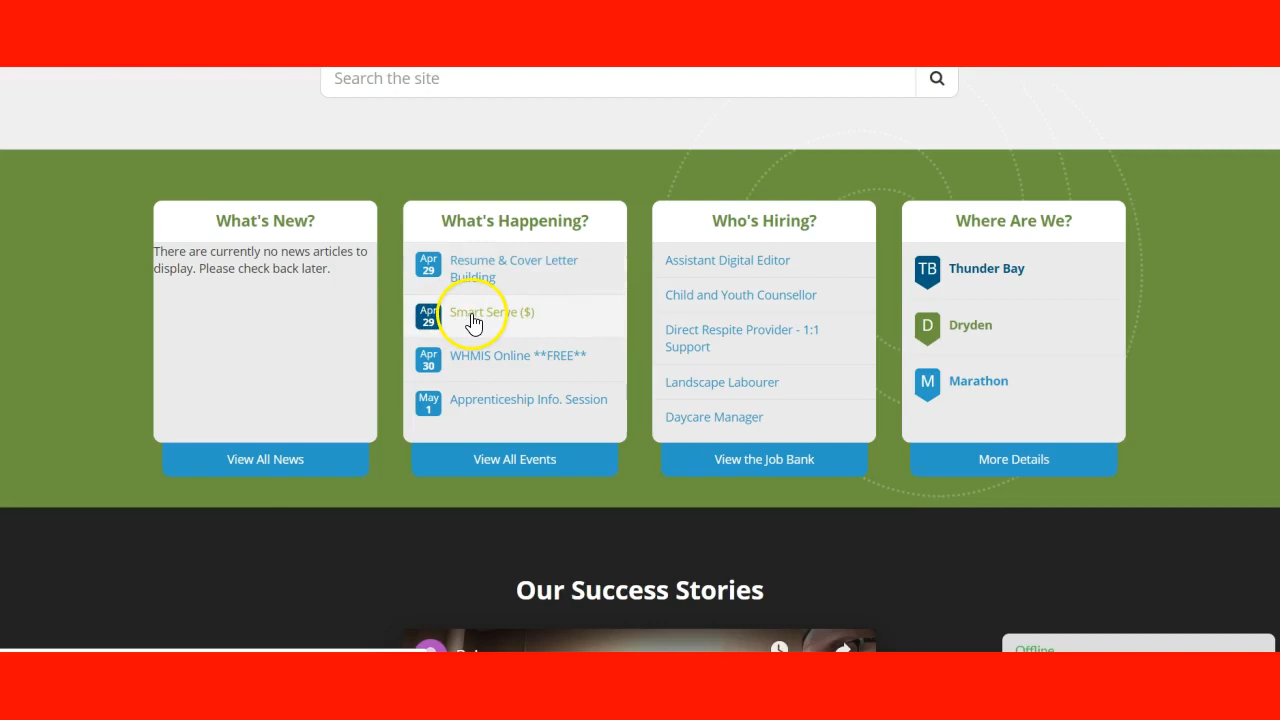 Search the site
What's New?
There are currently no news articles to
display. Please check back later.
View All News
What's Happening?
Apr
29
Resume & Cover Letter
Building
Apr
29
Smart Serve ($)
Apr
30
WHMIS Online **FREE**
May
1
Apprenticeship Info. Session
View All Events
Who's Hiring?
Assistant Digital Editor
Child and Youth Counsellor
Direct Respite Provider - 1:1
Support
Landscape Labourer
Daycare Manager
View the Job Bank
Where Are We?
TB
Thunder Bay
D
Dryden
M
Marathon
More Details
Our Success Stories
Offline